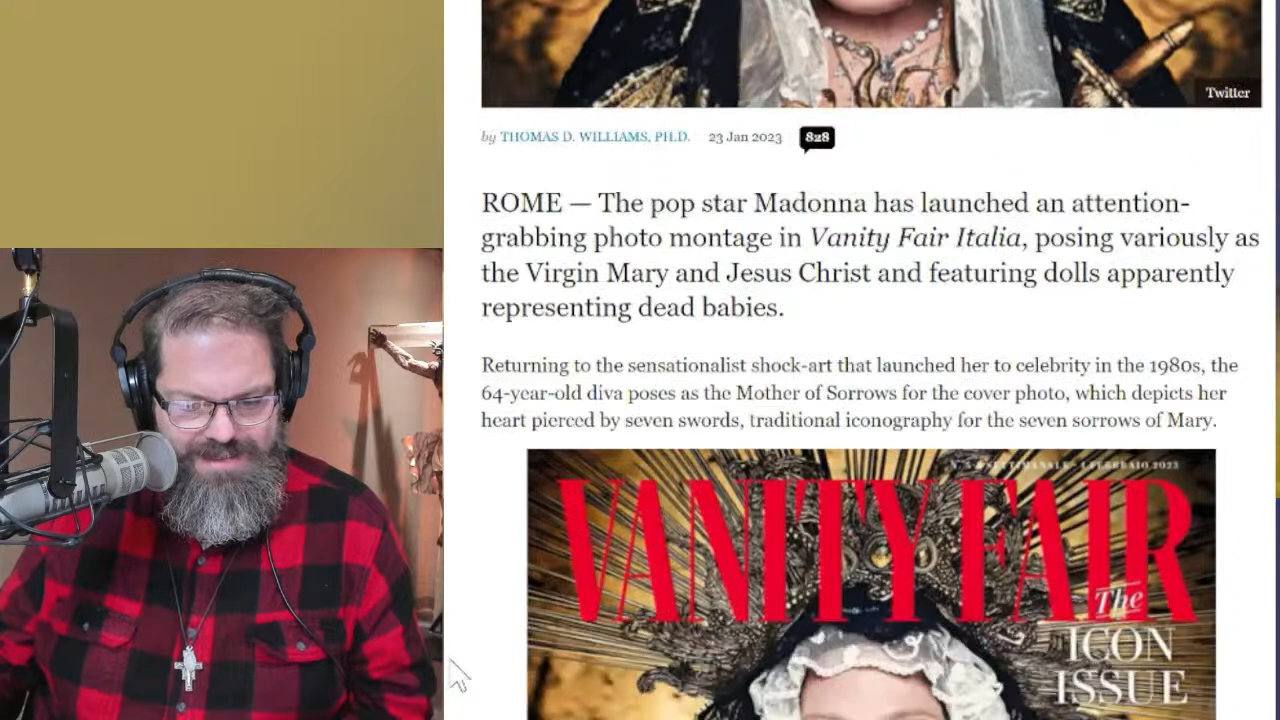 Twitter
by THOMAS D. WILLIAMS, PH.D. 23 Jan 2023 828
ROME — The pop star Madonna has launched an attention-
grabbing photo montage in Vanity Fair Italia, posing variously as
the Virgin Mary and Jesus Christ and featuring dolls apparently
representing dead babies.
Returning to the sensationalist shock-art that launched her to celebrity in the 1980s, the
64-year-old diva poses as the Mother of Sorrows for the cover photo, which depicts her
heart pierced by seven swords, traditional iconography for the seven sorrows of Mary.
SETTIMANALE - 1 FEBBRAIO 2023
VANITY FAIR
The
ICON
ISSUE